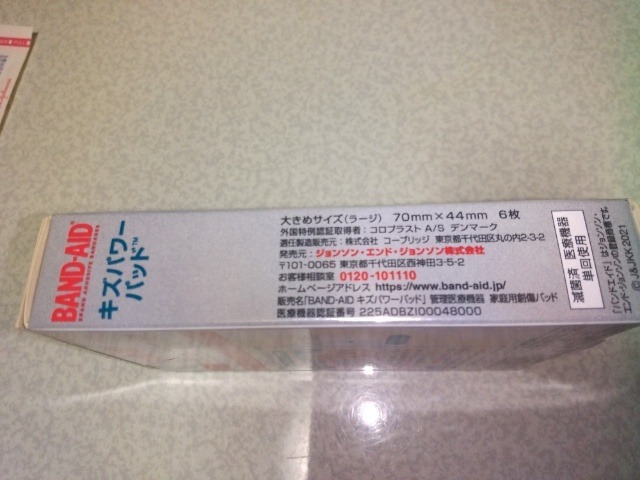 BAND-AID
BRAND ADHESIVE BANDAGES
キズパワー
パッド™
大きめサイズ(ラージ) 70mm×44mm 6枚
外国特例認証取得者:コロプラスト A/S デンマーク
選任製造販売元:株式会社 コーブリッジ 東京都千代田区丸の内2-3-2
発売元:ジョンソン・エンド・ジョンソン株式会社
〒101-0065 東京都千代田区西神田3-5-2
お客様相談室 0120-101110
ホームページアドレス https://www.band-aid.jp/
販売名「BAND-AID キズパワーパッド」管理医療機器 家庭用創傷パッド
医療機器認証番号 225ADBZI00048000
滅菌済 医療機器
単回使用
「バンドエイド」はジョンソン・
エンド・ジョンソンの登録商標です。
©JJKK 2021